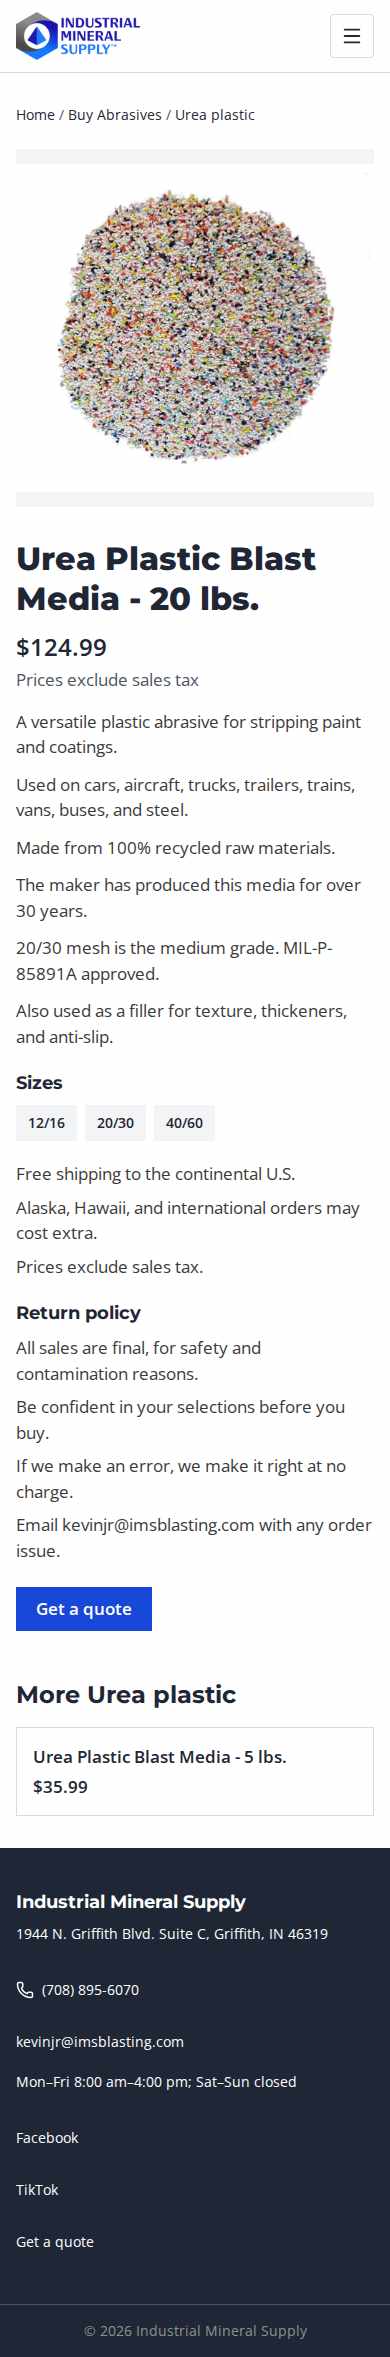 INDUSTRIAL
MINERAL
SUPPLY™
Home / Buy Abrasives / Urea plastic
Urea Plastic Blast
Media - 20 lbs.
$124.99
Prices exclude sales tax
A versatile plastic abrasive for stripping paint
and coatings.
Used on cars, aircraft, trucks, trailers, trains,
vans, buses, and steel.
Made from 100% recycled raw materials.
The maker has produced this media for over
30 years.
20/30 mesh is the medium grade. MIL-P-
85891A approved.
Also used as a filler for texture, thickeners,
and anti-slip.
Sizes
12/16 20/30 40/60
Free shipping to the continental U.S.
Alaska, Hawaii, and international orders may
cost extra.
Prices exclude sales tax.
Return policy
All sales are final, for safety and
contamination reasons.
Be confident in your selections before you
buy.
If we make an error, we make it right at no
charge.
Email kevinjr@imsblasting.com with any order
issue.
Get a quote
More Urea plastic
Urea Plastic Blast Media - 5 lbs.
$35.99
Industrial Mineral Supply
1944 N. Griffith Blvd. Suite C, Griffith, IN 46319
(708) 895-6070
kevinjr@imsblasting.com
Mon–Fri 8:00 am–4:00 pm; Sat–Sun closed
Facebook
TikTok
Get a quote
© 2026 Industrial Mineral Supply